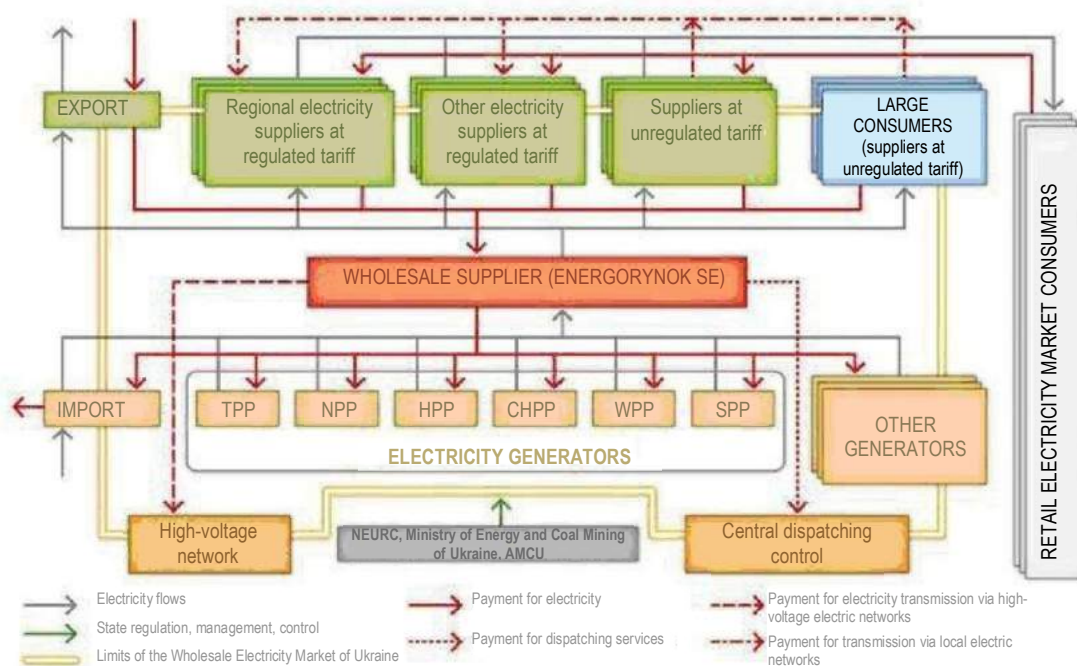 EXPORT
Regional electricity
suppliers at
regulated tariff
Other electricity
suppliers at
regulated tariff
Suppliers at
unregulated tariff
LARGE
CONSUMERS
(suppliers at
unregulated tariff)
RETAIL ELECTRICITY MARKET CONSUMERS
WHOLESALE SUPPLIER (ENERGORYNOK SE)
IMPORT
TPP
NPP
HPP
CHPP
WPP
SPP
ELECTRICITY GENERATORS
OTHER
GENERATORS
High-voltage
network
NEURC, Ministry of Energy and Coal Mining
of Ukraine, AMCU
Central dispatching
control
Electricity flows
State regulation, management, control
Limits of the Wholesale Electricity Market of Ukraine
Payment for electricity
Payment for dispatching services
Payment for electricity transmission via high-
voltage electric networks
Payment for transmission via local electric
networks